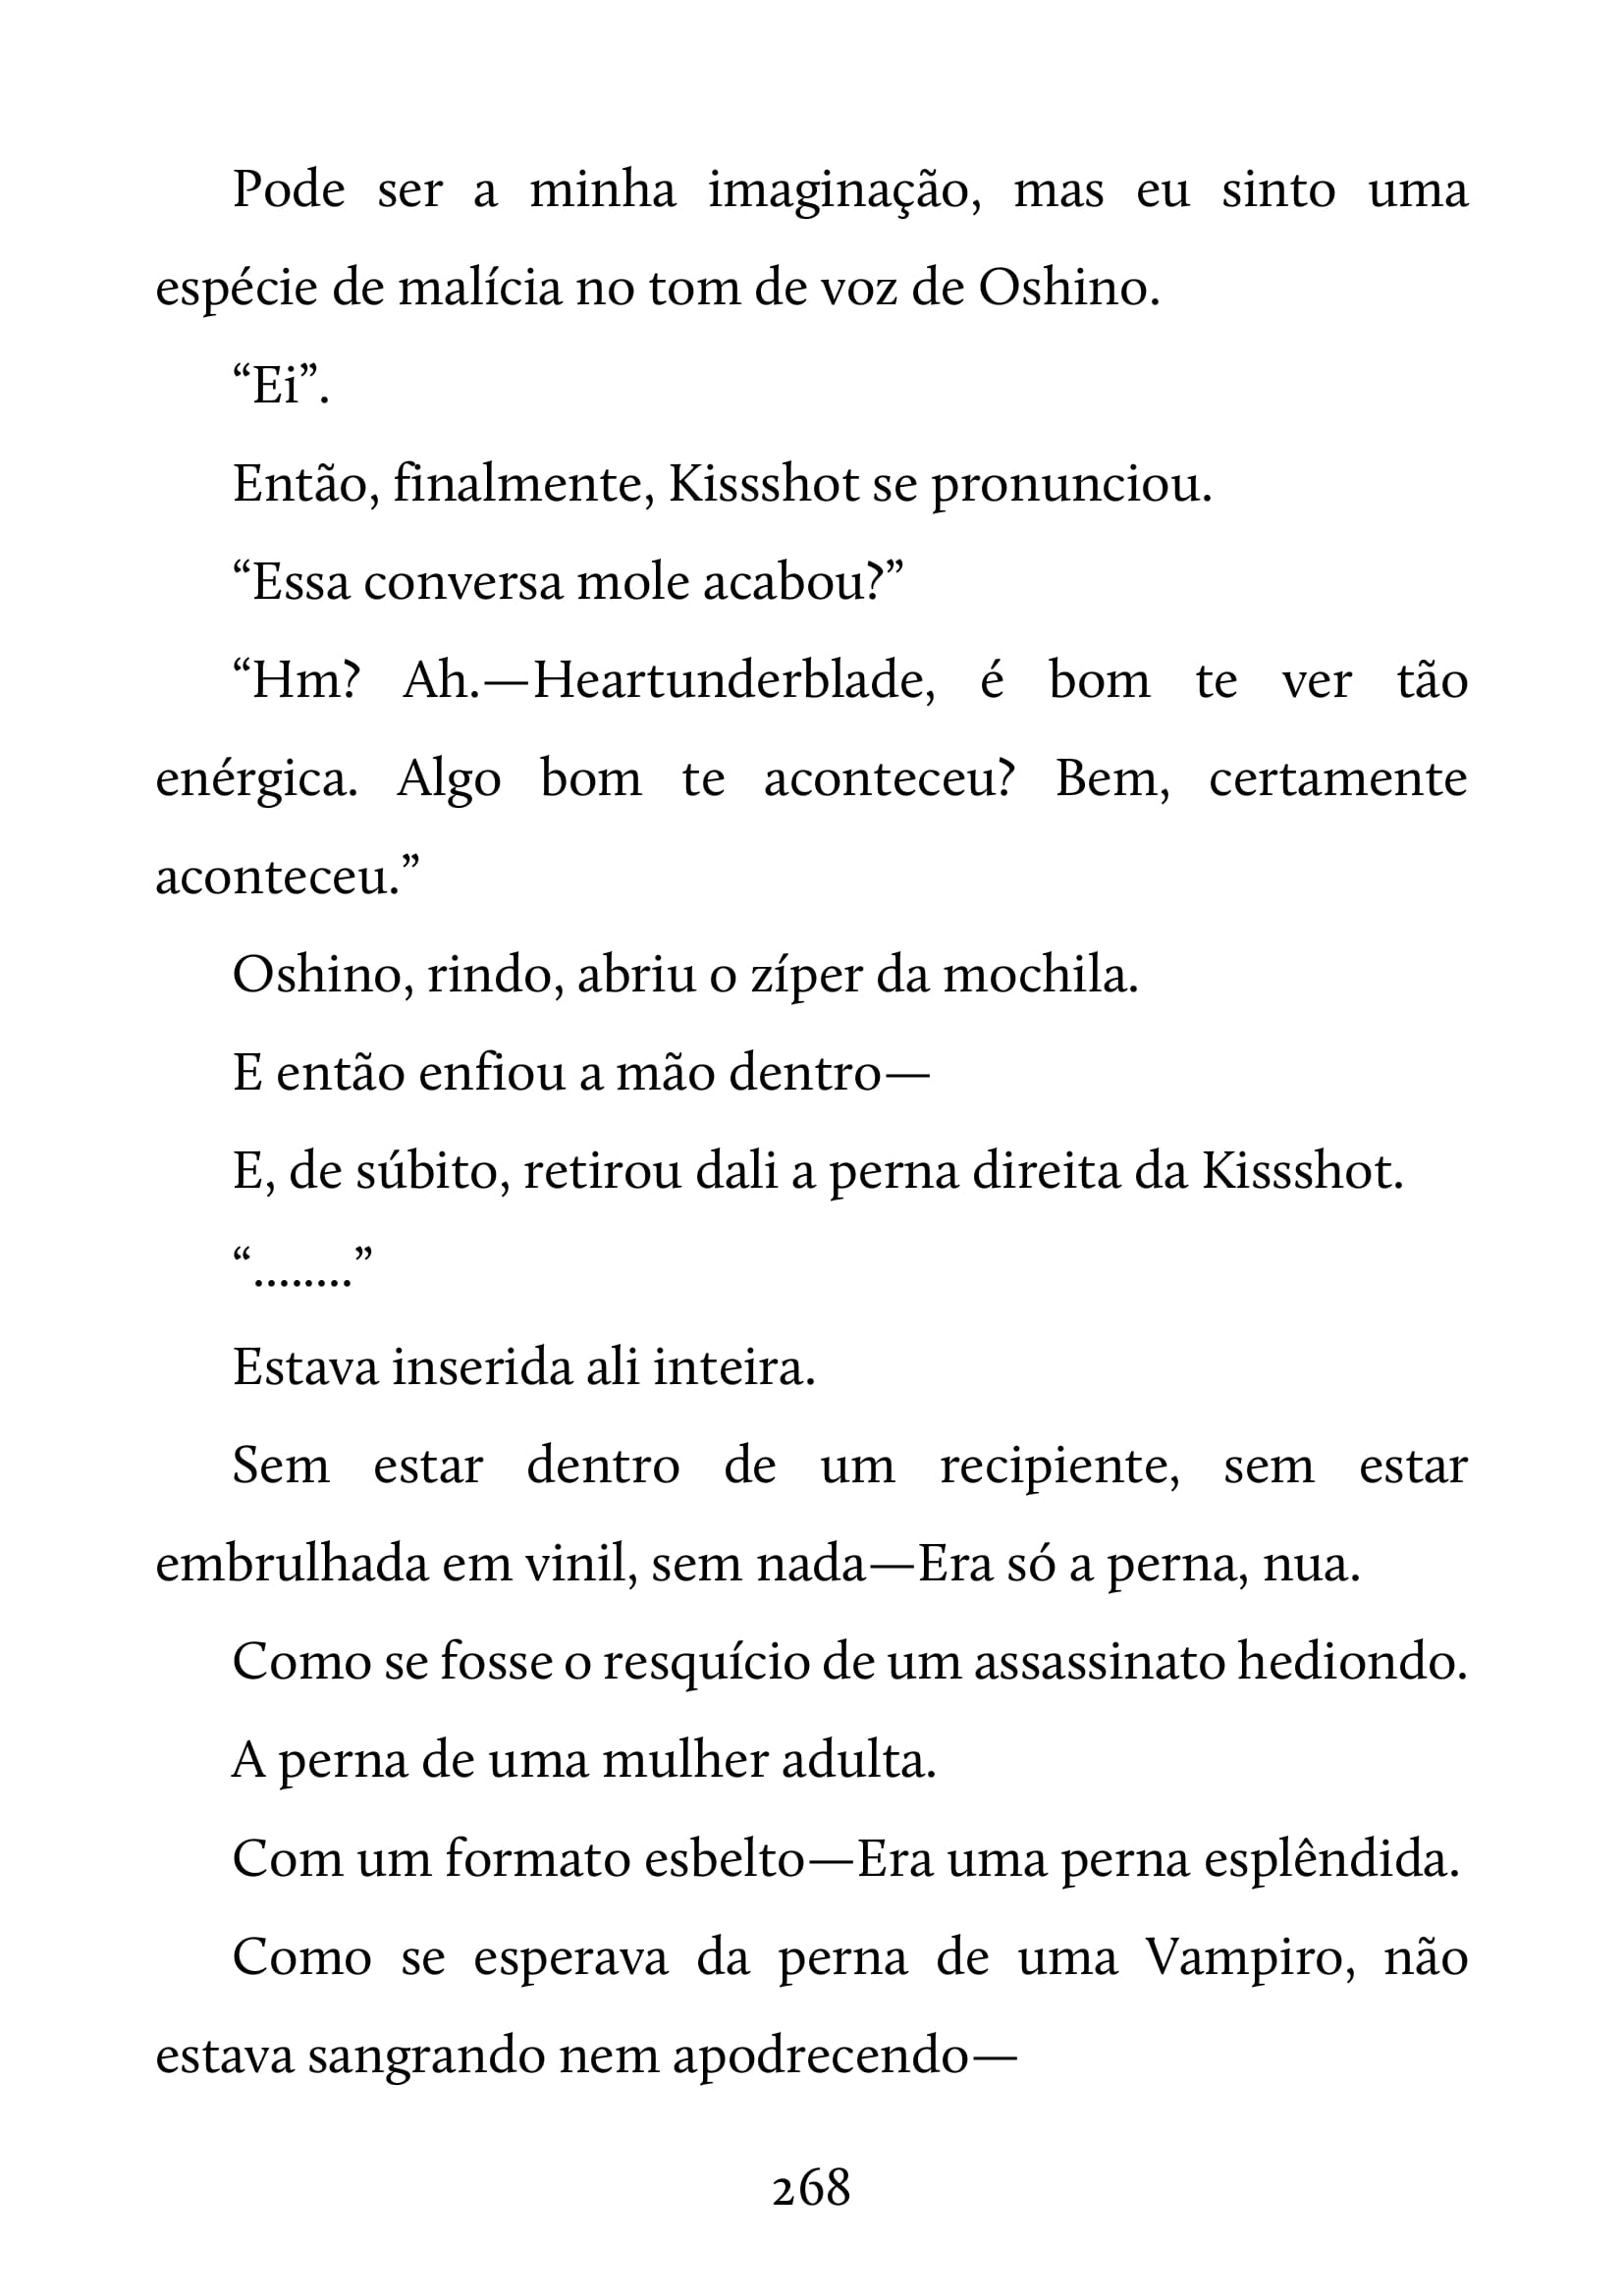 Pode ser a minha imaginação, mas eu sinto uma
espécie de malícia no tom de voz de Oshino.
“Ei”.
Então, finalmente, Kissshot se pronunciou.
“Essa conversa mole acabou?”
“Hm? Ah.—Heartunderblade, é bom te ver tão
enérgica. Algo bom te aconteceu? Bem, certamente
aconteceu.”
Oshino, rindo, abriu o zíper da mochila.
E então enfiou a mão dentro—
E, de súbito, retirou dali a perna direita da Kissshot.
“........”
Estava inserida ali inteira.
Sem estar dentro de um recipiente, sem estar
embrulhada em vinil, sem nada—Era só a perna, nua.
Como se fosse o resquício de um assassinato hediondo.
A perna de uma mulher adulta.
Com um formato esbelto—Era uma perna esplêndida.
Como se esperava da perna de uma Vampiro, não
estava sangrando nem apodrecendo—
268